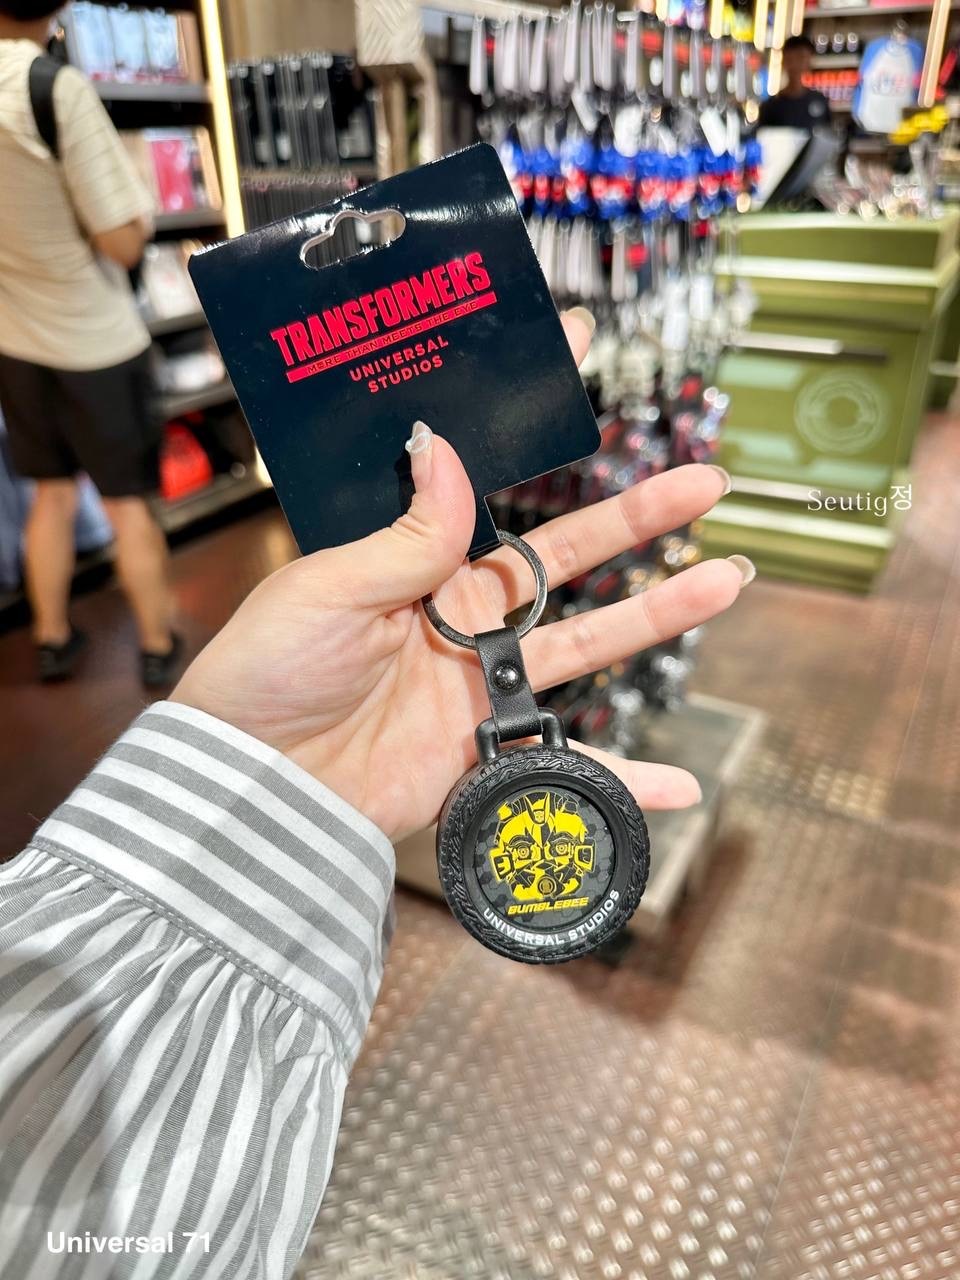 TRANSFORMERS
MORE THAN MEETS THE EYE
UNIVERSAL
STUDIOS
Seutig정
BUMBLEBEE
UNIVERSAL STUDIOS
Universal 71